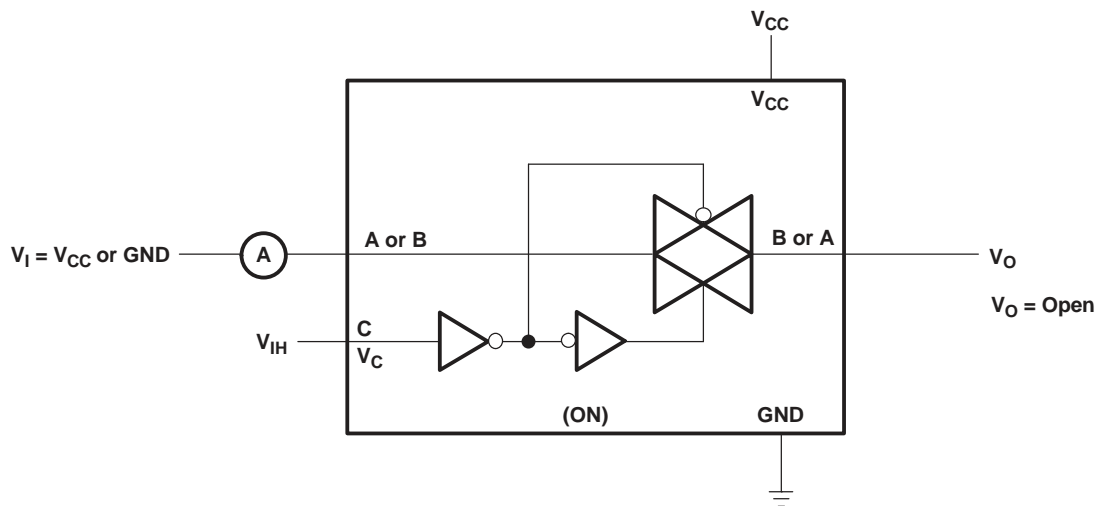 V_CC
V_CC
A or B
B or A
V_I = V_CC or GND
A
V_O
V_O = Open
C
V_IH
V_C
(ON)
GND